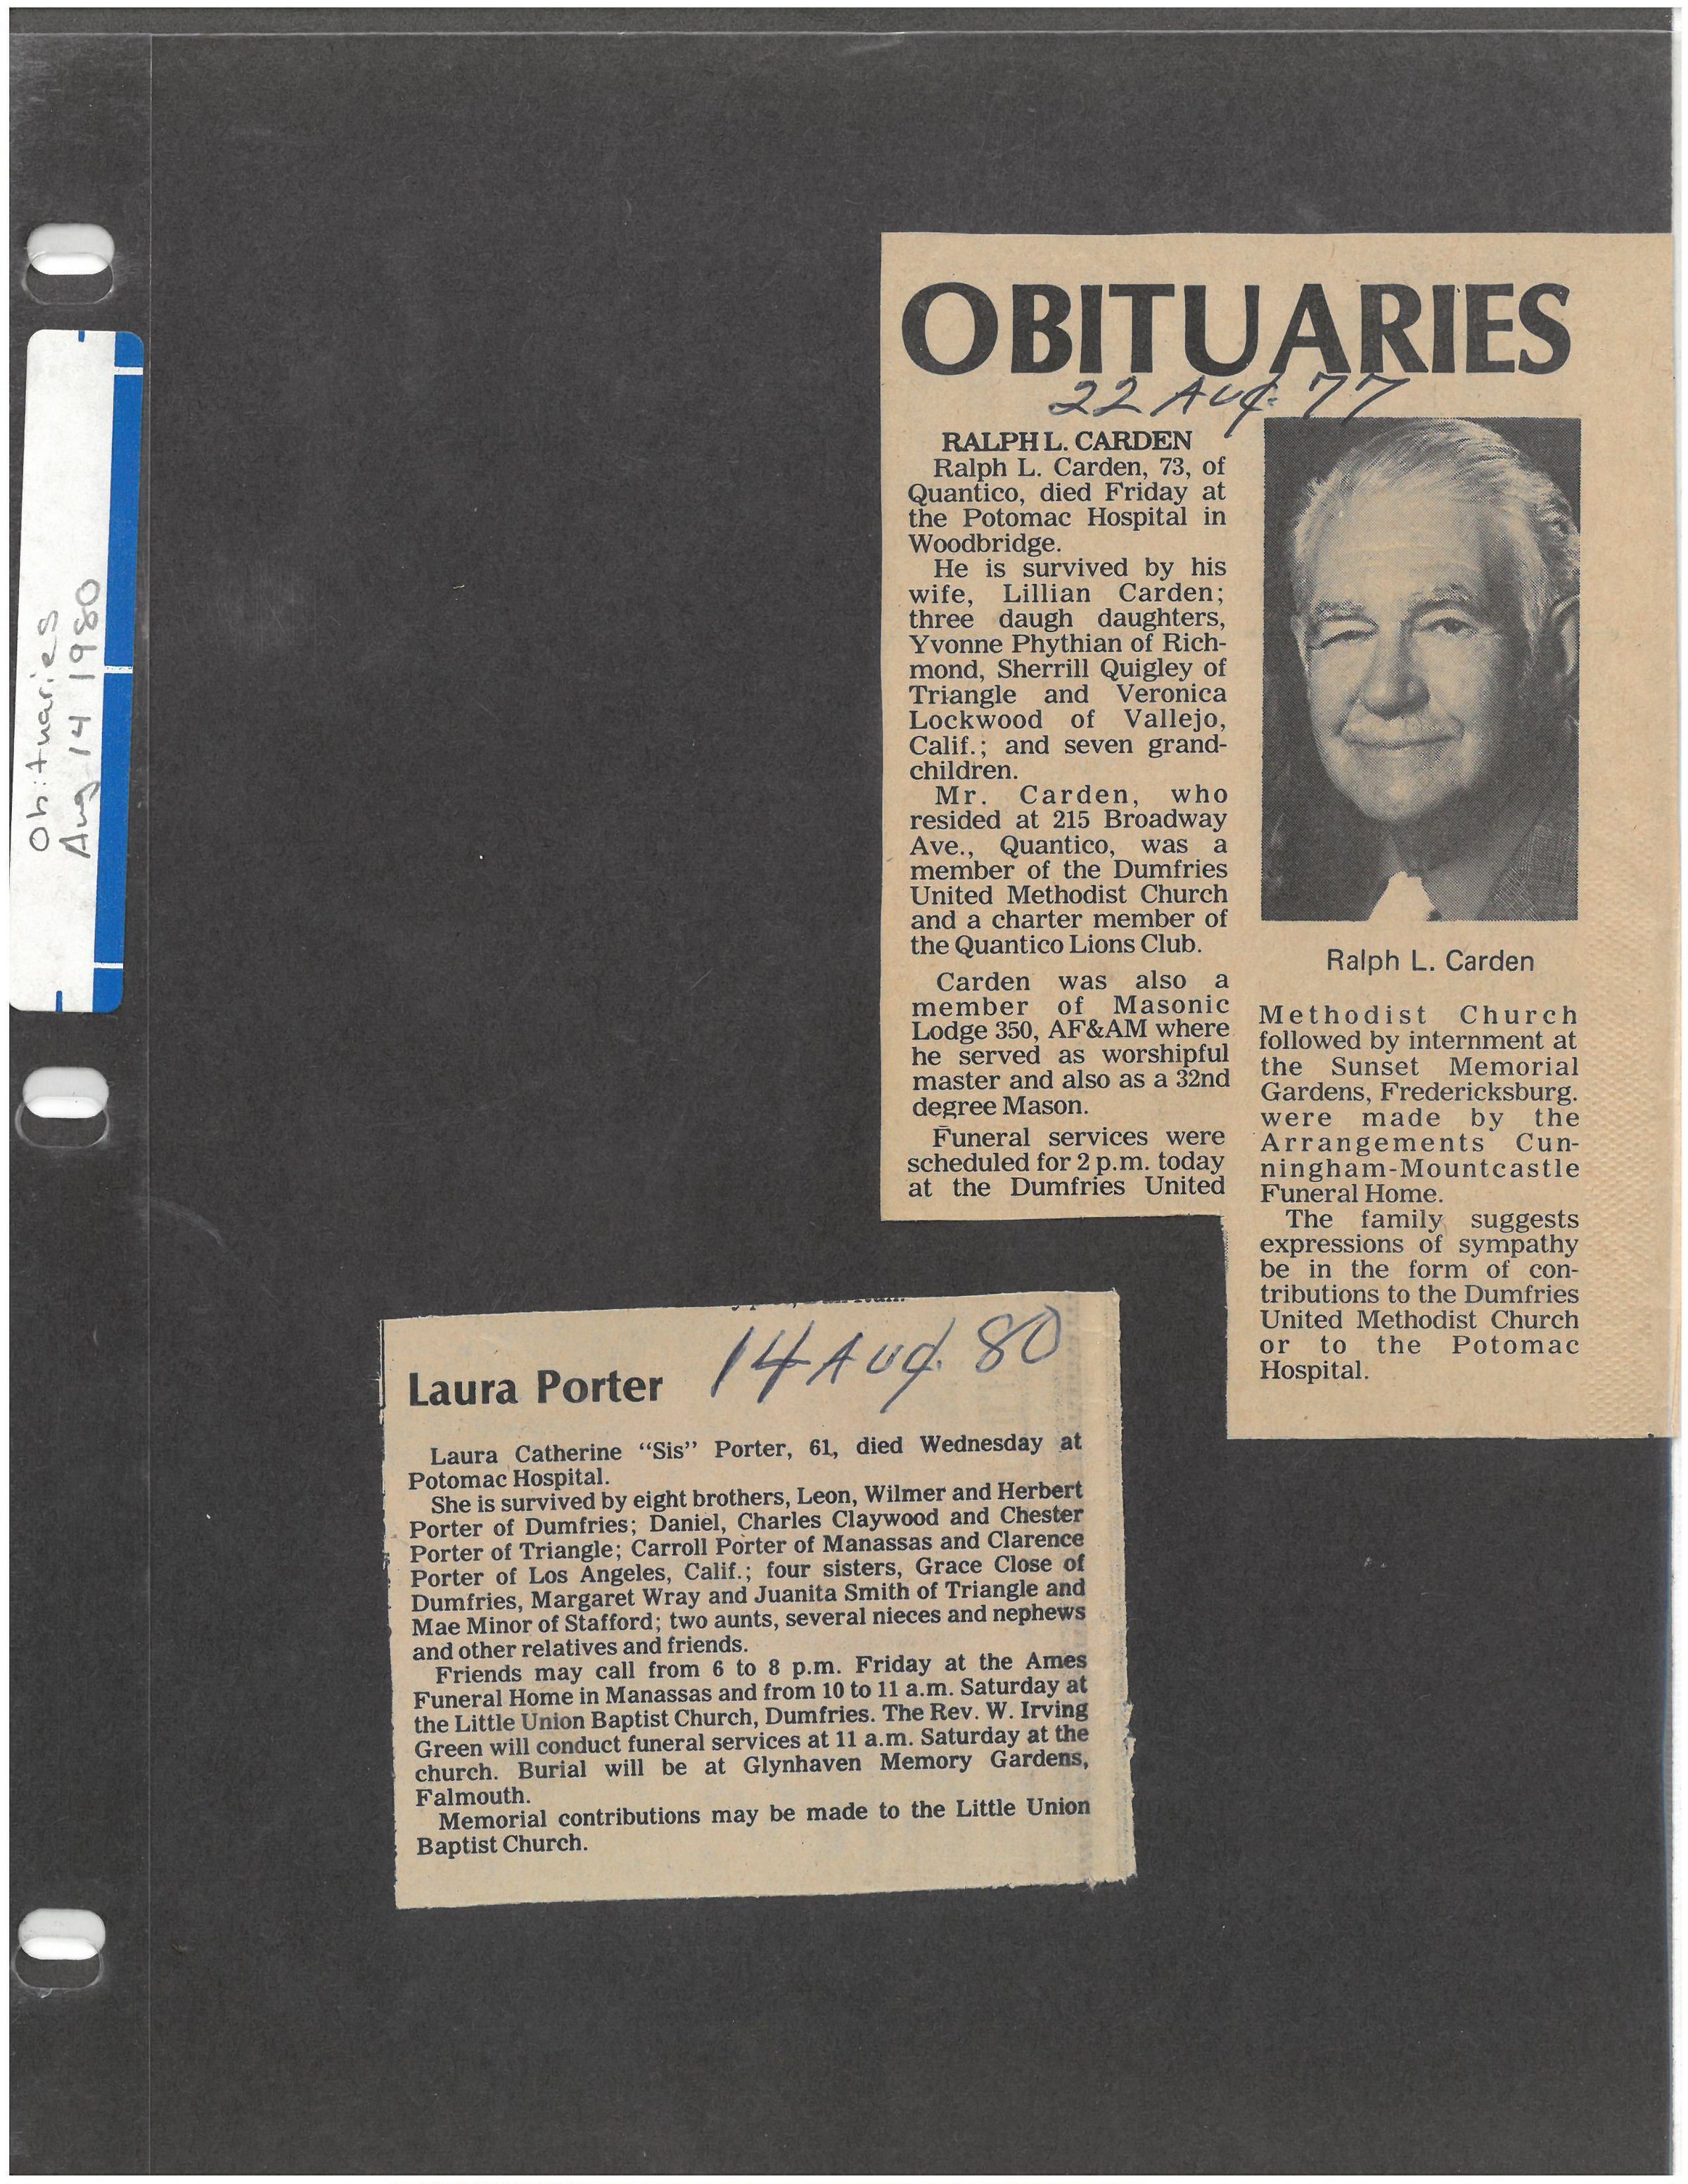 Obituaries
Aug 14 1980
OBITUARIES
22 Aug. 77
RALPH L. CARDEN
Ralph L. Carden, 73, of
Quantico, died Friday at
the Potomac Hospital in
Woodbridge.
He is survived by his
wife, Lillian Carden;
three daugh daughters,
Yvonne Phythian of Rich-
mond, Sherrill Quigley of
Triangle and Veronica
Lockwood of Vallejo,
Calif.; and seven grand-
children.
Mr. Carden, who
resided at 215 Broadway
Ave., Quantico, was a
member of the Dumfries
United Methodist Church
and a charter member of
the Quantico Lions Club.
Carden was also a
member of Masonic
Lodge 350, AF&AM where
he served as worshipful
master and also as a 32nd
degree Mason.
Funeral services were
scheduled for 2 p.m. today
at the Dumfries United
Ralph L. Carden
Methodist Church
followed by internment at
the Sunset Memorial
Gardens, Fredericksburg.
were made by the
Arrangements Cun-
ningham-Mountcastle
Funeral Home.
The family suggests
expressions of sympathy
be in the form of con-
tributions to the Dumfries
United Methodist Church
or to the Potomac
Hospital.
14 Aug. 80
Laura Porter
Laura Catherine “Sis” Porter, 61, died Wednesday at
Potomac Hospital.
She is survived by eight brothers, Leon, Wilmer and Herbert
Porter of Dumfries; Daniel, Charles Claywood and Chester
Porter of Triangle; Carroll Porter of Manassas and Clarence
Porter of Los Angeles, Calif.; four sisters, Grace Close of
Dumfries, Margaret Wray and Juanita Smith of Triangle and
Mae Minor of Stafford; two aunts, several nieces and nephews
and other relatives and friends.
Friends may call from 6 to 8 p.m. Friday at the Ames
Funeral Home in Manassas and from 10 to 11 a.m. Saturday at
the Little Union Baptist Church, Dumfries. The Rev. W. Irving
Green will conduct funeral services at 11 a.m. Saturday at the
church. Burial will be at Glynhaven Memory Gardens,
Falmouth.
Memorial contributions may be made to the Little Union
Baptist Church.